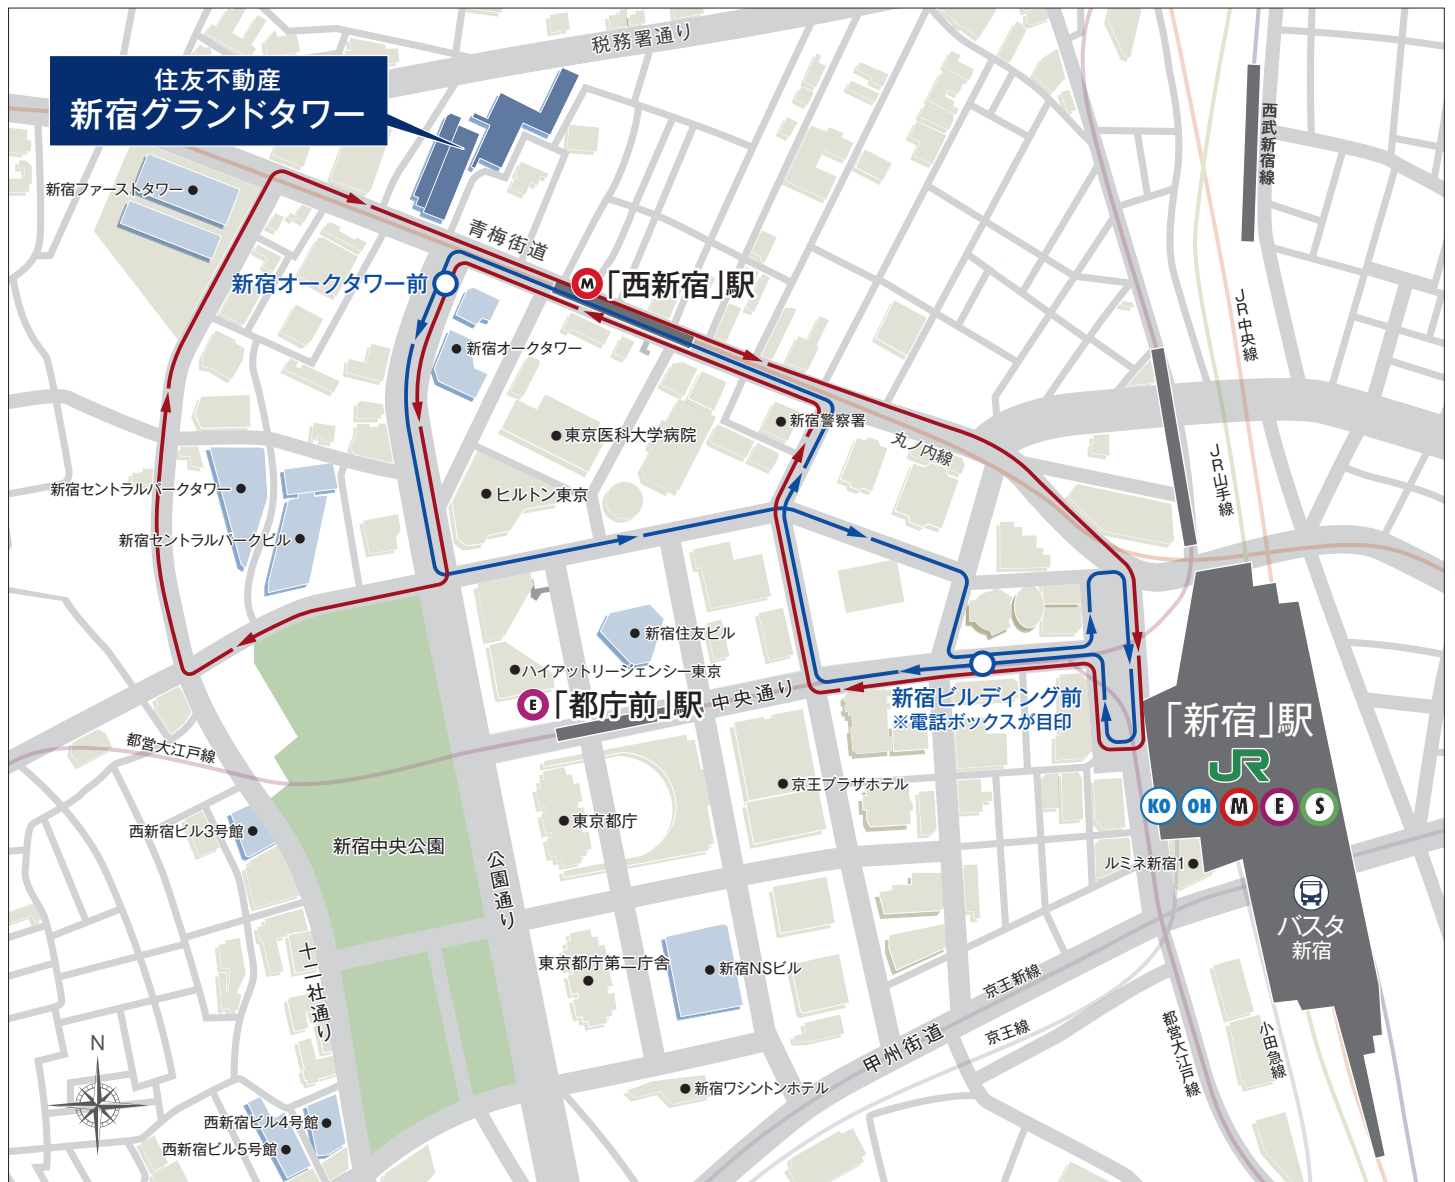 税務署通り
住友不動産
新宿グランドタワー
西武新宿線
新宿ファーストタワー
青梅街道
新宿オークタワー前
M
「西新宿」駅
JR中央線
新宿オークタワー
新宿警察署
東京医科大学病院
丸ノ内線
JR山手線
新宿セントラルパークタワー
ヒルトン東京
新宿セントラルパークビル
新宿住友ビル
ハイアットリージェンシー東京
E
「都庁前」駅
中央通り
新宿ビルディング前
※電話ボックスが目印
「新宿」駅
JR
KO
OH
M
E
S
都営大江戸線
京王プラザホテル
東京都庁
西新宿ビル3号館
新宿中央公園
公園通り
ルミネ新宿1
バスタ
新宿
十二社通り
東京都庁第二庁舎
新宿NSビル
京王新線
京王線
甲州街道
都営大江戸線
小田急線
N
新宿ワシントンホテル
西新宿ビル4号館
西新宿ビル5号館